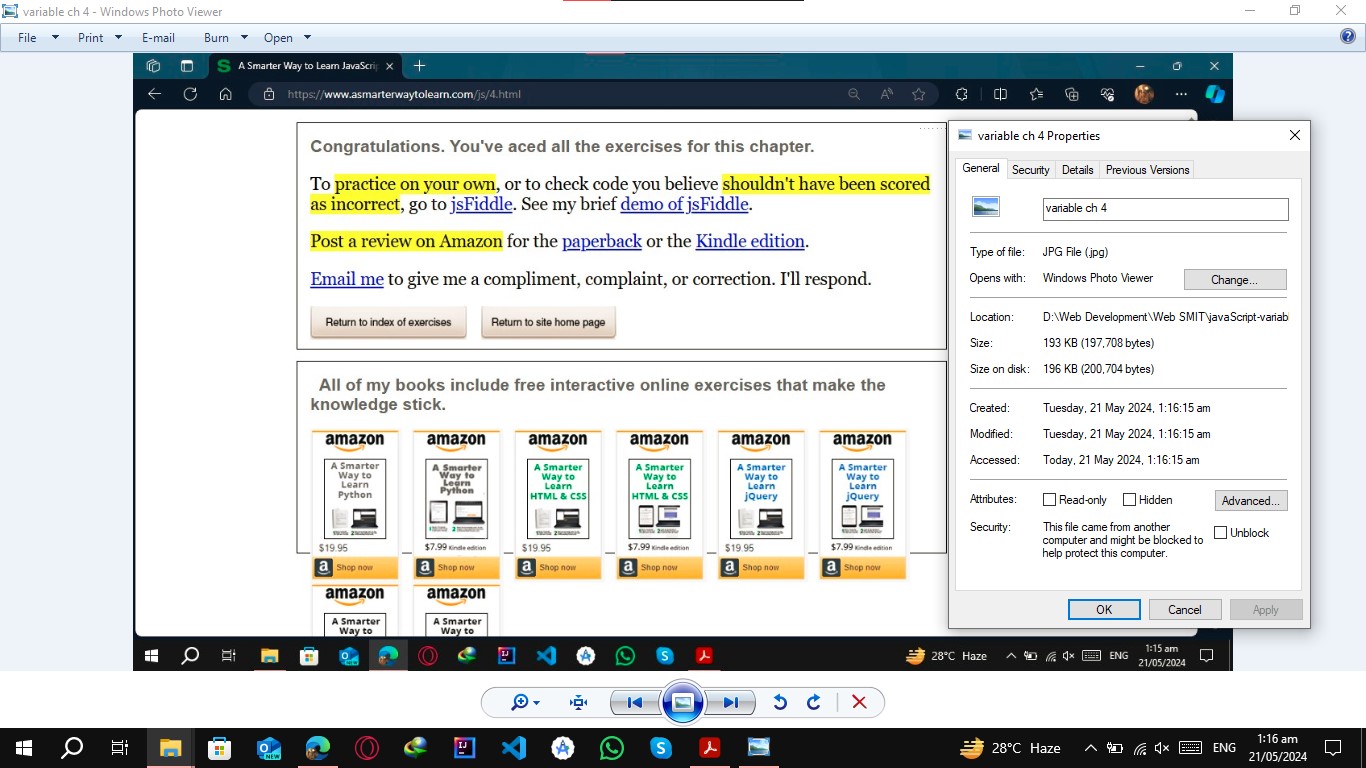 variable ch 4 - Windows Photo Viewer
File Print E-mail Burn Open
A Smarter Way to Learn JavaScri
https://www.asmarterwaytolearn.com/js/4.html
Congratulations. You've aced all the exercises for this chapter.
To practice on your own, or to check code you believe shouldn't have been scored
as incorrect, go to jsFiddle. See my brief demo of jsFiddle.
Post a review on Amazon for the paperback or the Kindle edition.
Email me to give me a compliment, complaint, or correction. I'll respond.
Return to index of exercises Return to site home page
All of my books include free interactive online exercises that make the
knowledge stick.
amazon amazon amazon amazon amazon amazon
A Smarter A Smarter A Smarter A Smarter A Smarter A Smarter
Way to Way to Way to Way to Way to Way to
Learn Learn Learn Learn Learn Learn
Python Python HTML & CSS HTML & CSS jQuery jQuery
$19.95 $7.99 Kindle edition $19.95 $7.99 Kindle edition $19.95 $7.99 Kindle edition
a Shop now a Shop now a Shop now a Shop now a Shop now a Shop now
amazon amazon
A Smarter A Smarter
Way to Way to
variable ch 4 Properties
General Security Details Previous Versions
variable ch 4
Type of file: JPG File (.jpg)
Opens with: Windows Photo Viewer Change...
Location: D:\Web Development\Web SMIT\javaScript-variabl
Size: 193 KB (197,708 bytes)
Size on disk: 196 KB (200,704 bytes)
Created: Tuesday, 21 May 2024, 1:16:15 am
Modified: Tuesday, 21 May 2024, 1:16:15 am
Accessed: Today, 21 May 2024, 1:16:15 am
Attributes: Read-only Hidden Advanced...
Security: This file came from another
computer and might be blocked to
help protect this computer.
Unblock
OK Cancel Apply
28°C Haze ENG 1:15 am
21/05/2024
28°C Haze ENG 1:16 am
21/05/2024